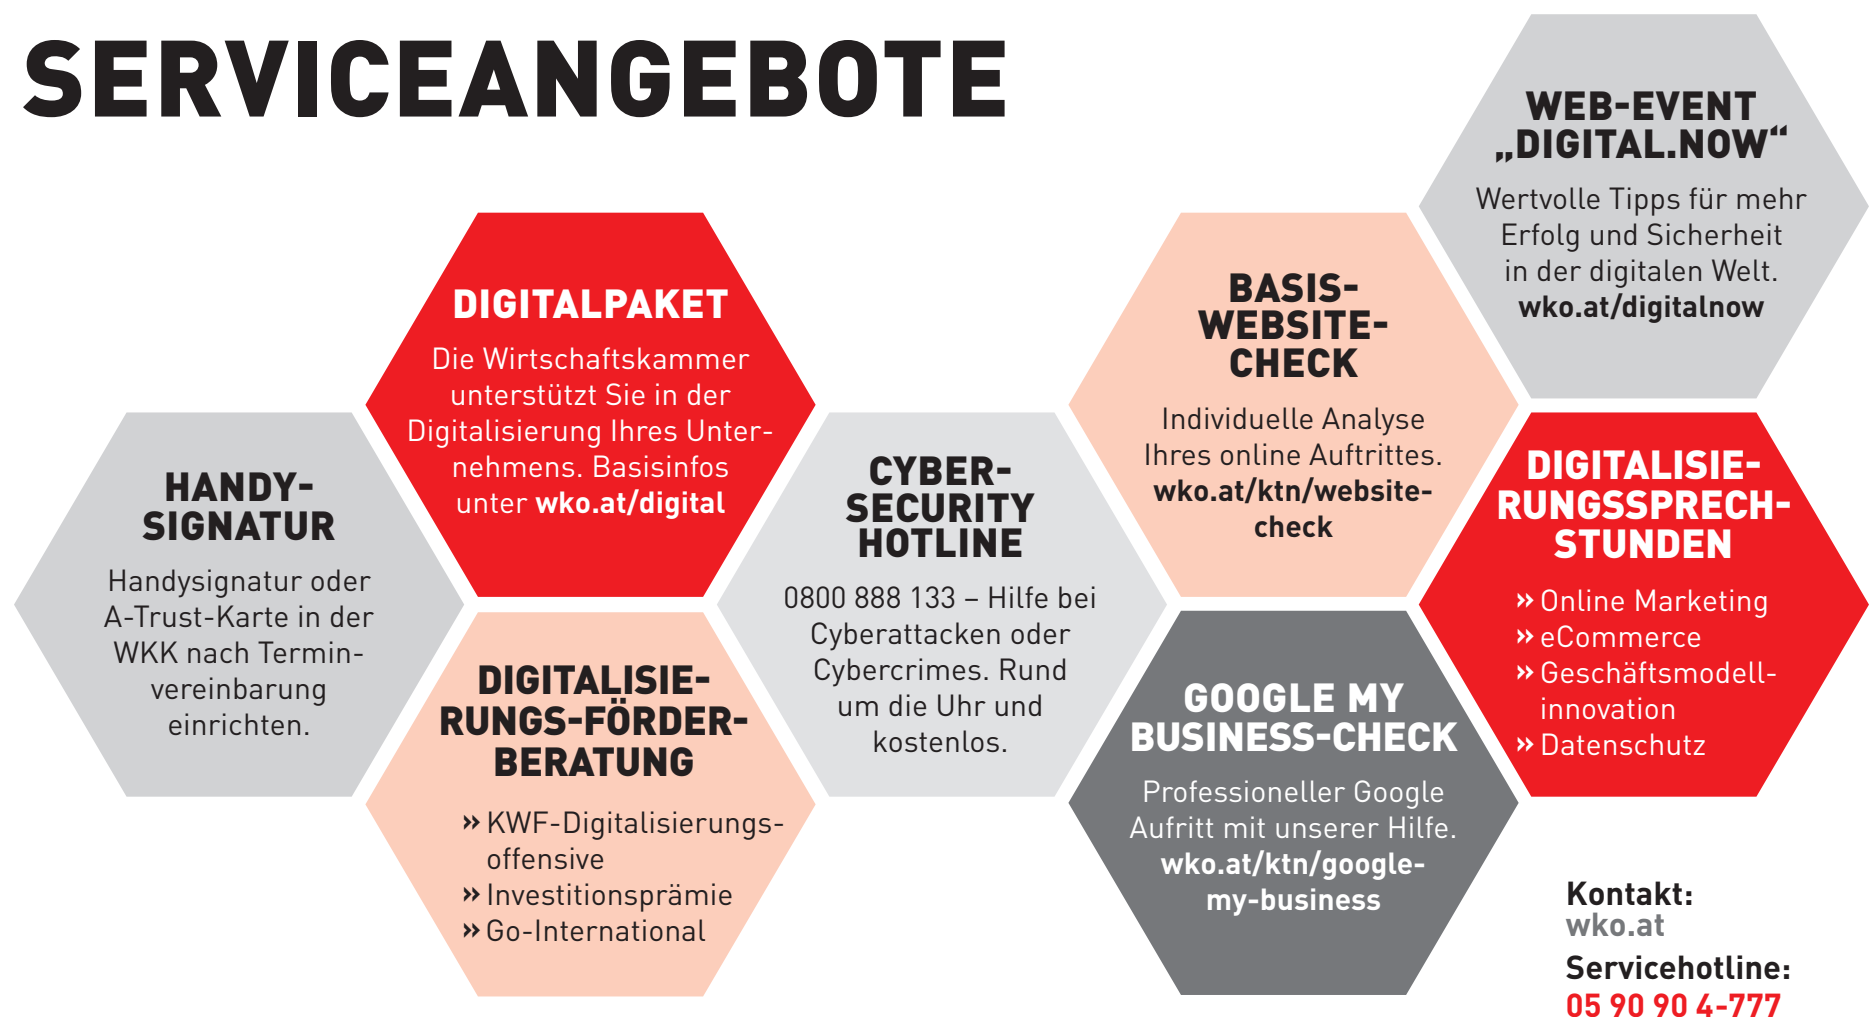 SERVICEANGEBOTE
HANDY-
SIGNATUR
Handysignatur oder
A-Trust-Karte in der
WKK nach Termin-
vereinbarung
einrichten.
DIGITALPAKET
Die Wirtschaftskammer
unterstützt Sie in der
Digitalisierung Ihres Unter-
nehmens. Basisinfos
unter wko.at/digital
DIGITALISIE-
RUNGS-FÖRDER-
BERATUNG
» KWF-Digitalisierungs-
offensive
» Investitionsprämie
» Go-International
CYBER-
SECURITY
HOTLINE
0800 888 133 – Hilfe bei
Cyberattacken oder
Cybercrimes. Rund
um die Uhr und
kostenlos.
BASIS-
WEBSITE-
CHECK
Individuelle Analyse
Ihres online Auftrittes.
wko.at/ktn/website-
check
GOOGLE MY
BUSINESS-CHECK
Professioneller Google
Aufritt mit unserer Hilfe.
wko.at/ktn/google-
my-business
WEB-EVENT
„DIGITAL.NOW“
Wertvolle Tipps für mehr
Erfolg und Sicherheit
in der digitalen Welt.
wko.at/digitalnow
DIGITALISIE-
RUNGSSPRECH-
STUNDEN
» Online Marketing
» eCommerce
» Geschäftsmodell-
innovation
» Datenschutz
Kontakt:
wko.at
Servicehotline:
05 90 90 4-777